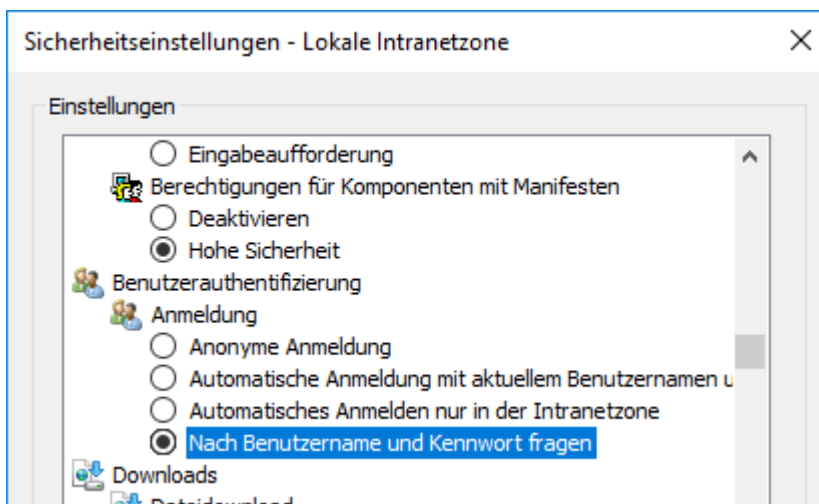 Sicherheitseinstellungen - Lokale Intranetzone
Einstellungen
Eingabeaufforderung
Berechtigungen für Komponenten mit Manifesten
Deaktivieren
Hohe Sicherheit
Benutzerauthentifizierung
Anmeldung
Anonyme Anmeldung
Automatische Anmeldung mit aktuellem Benutzernamen u
Automatisches Anmelden nur in der Intranetzone
Nach Benutzername und Kennwort fragen
Downloads
Dateidownload